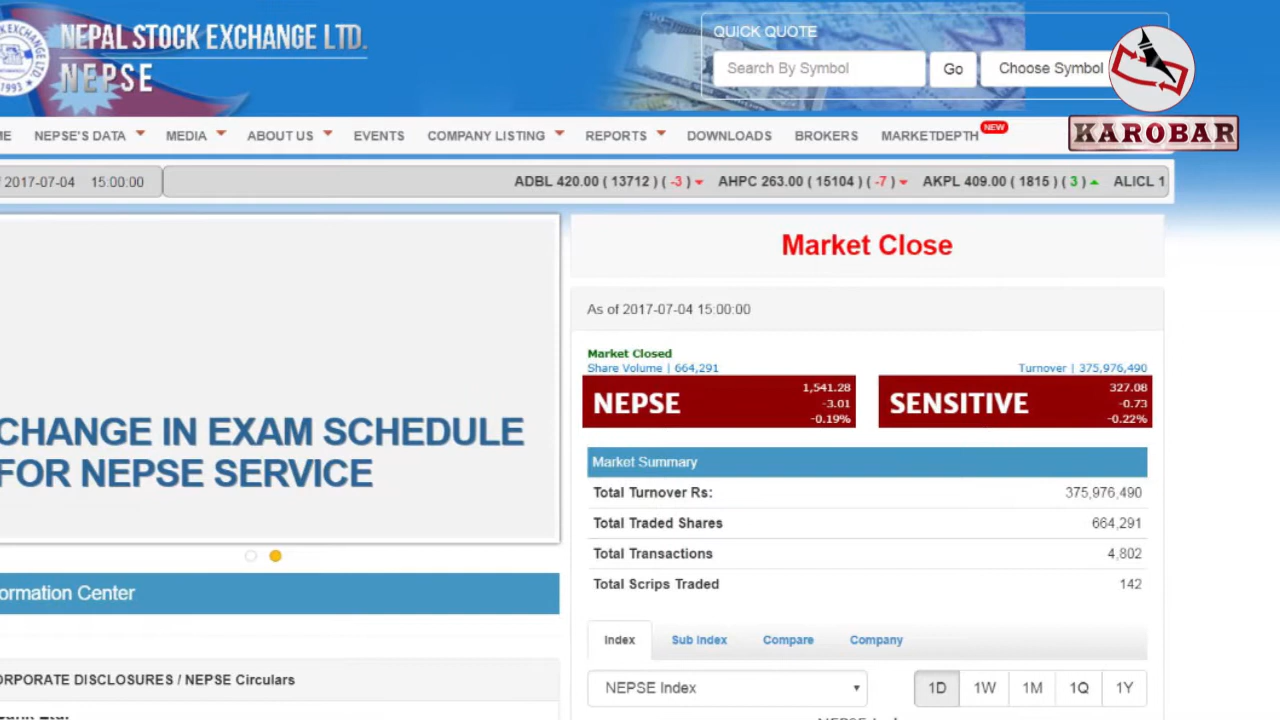 NEPAL STOCK EXCHANGE LTD.
NEPSE
1993
QUICK QUOTE
Search By Symbol
Go
Choose Symbol
KAROBAR
NEPSE'S DATA
MEDIA
ABOUT US
EVENTS
COMPANY LISTING
REPORTS
DOWNLOADS
BROKERS
MARKETDEPTH
NEW
2017-07-04 15:00:00
ADBL 420.00 ( 13712 ) ( -3 ) AHPC 263.00 ( 15104 ) ( -7 ) AKPL 409.00 ( 1815 ) ( 3 ) ALICL 1
Market Close
As of 2017-07-04 15:00:00
Market Closed
Share Volume | 664,291
Turnover | 375,976,490
NEPSE
1,541.28
-3.01
-0.19%
SENSITIVE
327.08
-0.73
-0.22%
CHANGE IN EXAM SCHEDULE
FOR NEPSE SERVICE
Market Summary
Total Turnover Rs: 375,976,490
Total Traded Shares 664,291
Total Transactions 4,802
Total Scrips Traded 142
ormation Center
Index
Sub Index
Compare
Company
ORPORATE DISCLOSURES / NEPSE Circulars
NEPSE Index
1D
1W
1M
1Q
1Y